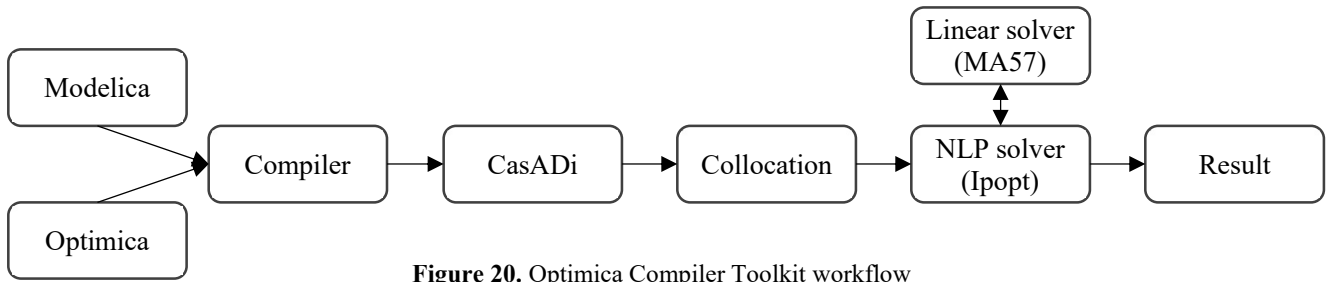 Linear solver
(MA57)
Modelica
Compiler
CasADi
Collocation
NLP solver
(Ipopt)
Result
Optimica
Figure 20. Optimica Compiler Toolkit workflow